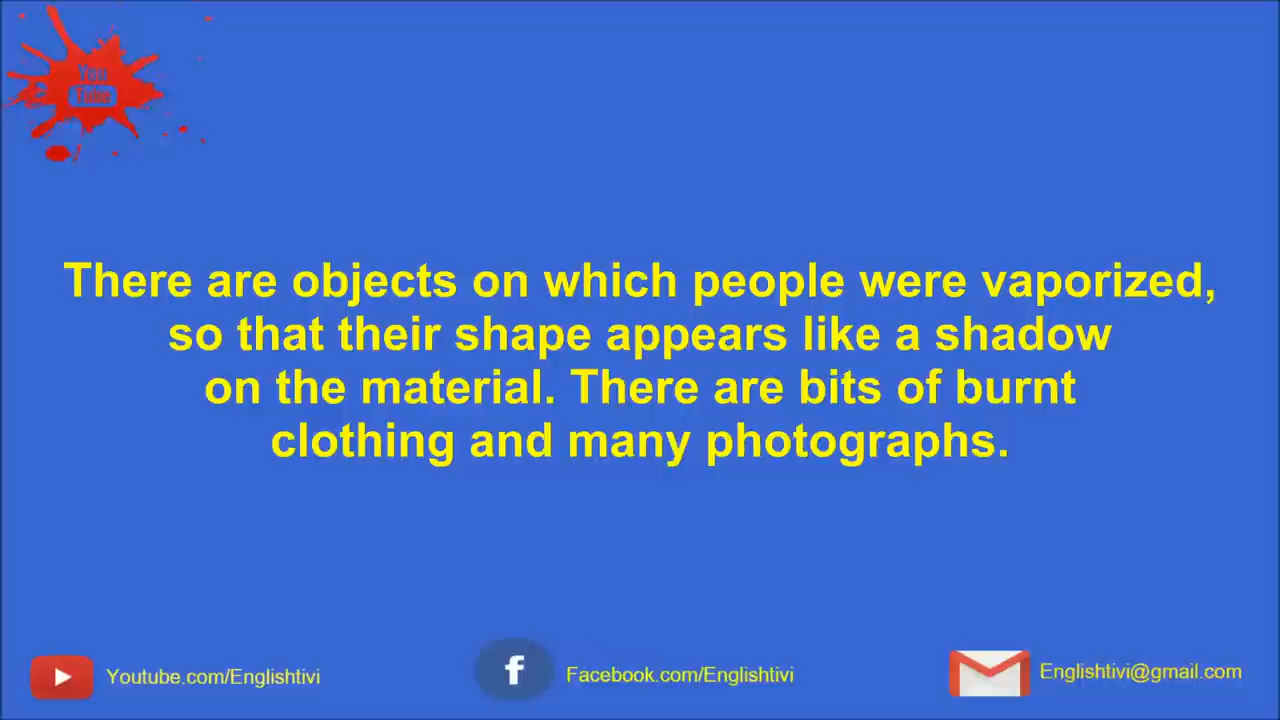 You
There are objects on which people were vaporized,
so that their shape appears like a shadow
on the material. There are bits of burnt
clothing and many photographs.
Youtube.com/Englishtivi
Facebook.com/Englishtivi
Englishtivi@gmail.com